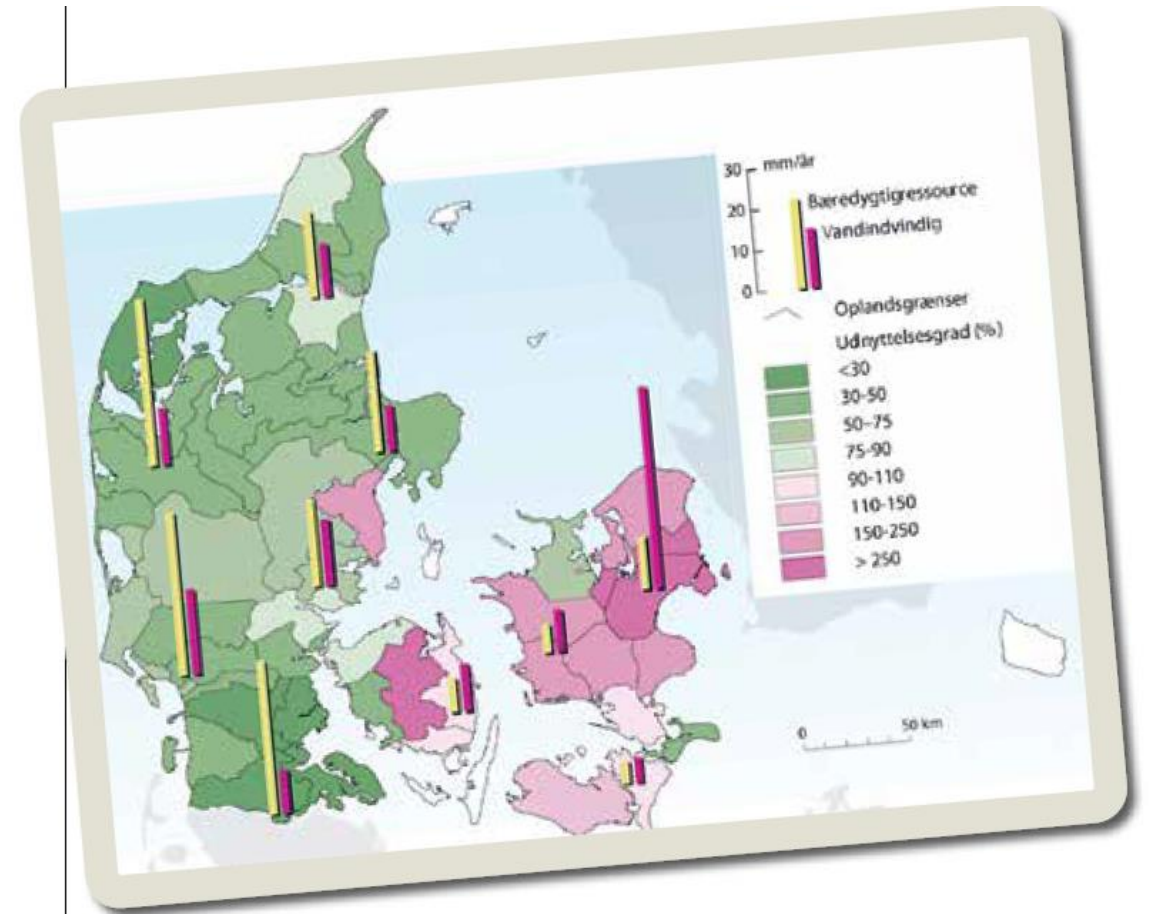 30 mm/år
20
10
0
Bæredygtigressource
Vandindvindig
Oplandsgrænser
Udnyttelsesgrad (%)
<30
30-50
50-75
75-90
90-110
110-150
150-250
> 250
0 50 km